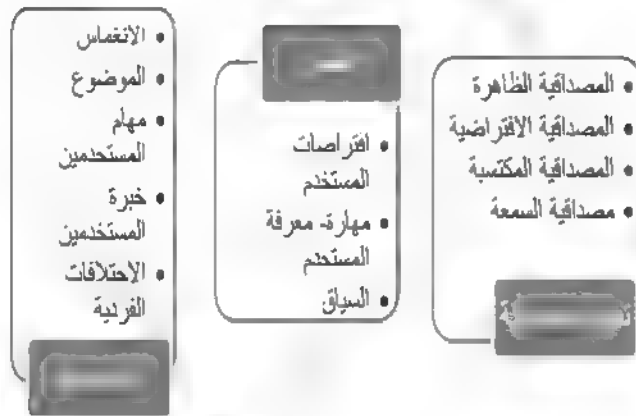 • المصداقية الظاهرة
• المصداقية الافتراضية
• المصداقية المكتسبة
• مصداقية السمعة
• افتراصات
المستخدم
• مهارة- معرفة
المستخدم
• السياق
• الانغماس
• الموضوع
• مهام
المستخدمين
• خبرة
المستخدمين
• الاختلافات
الفردية